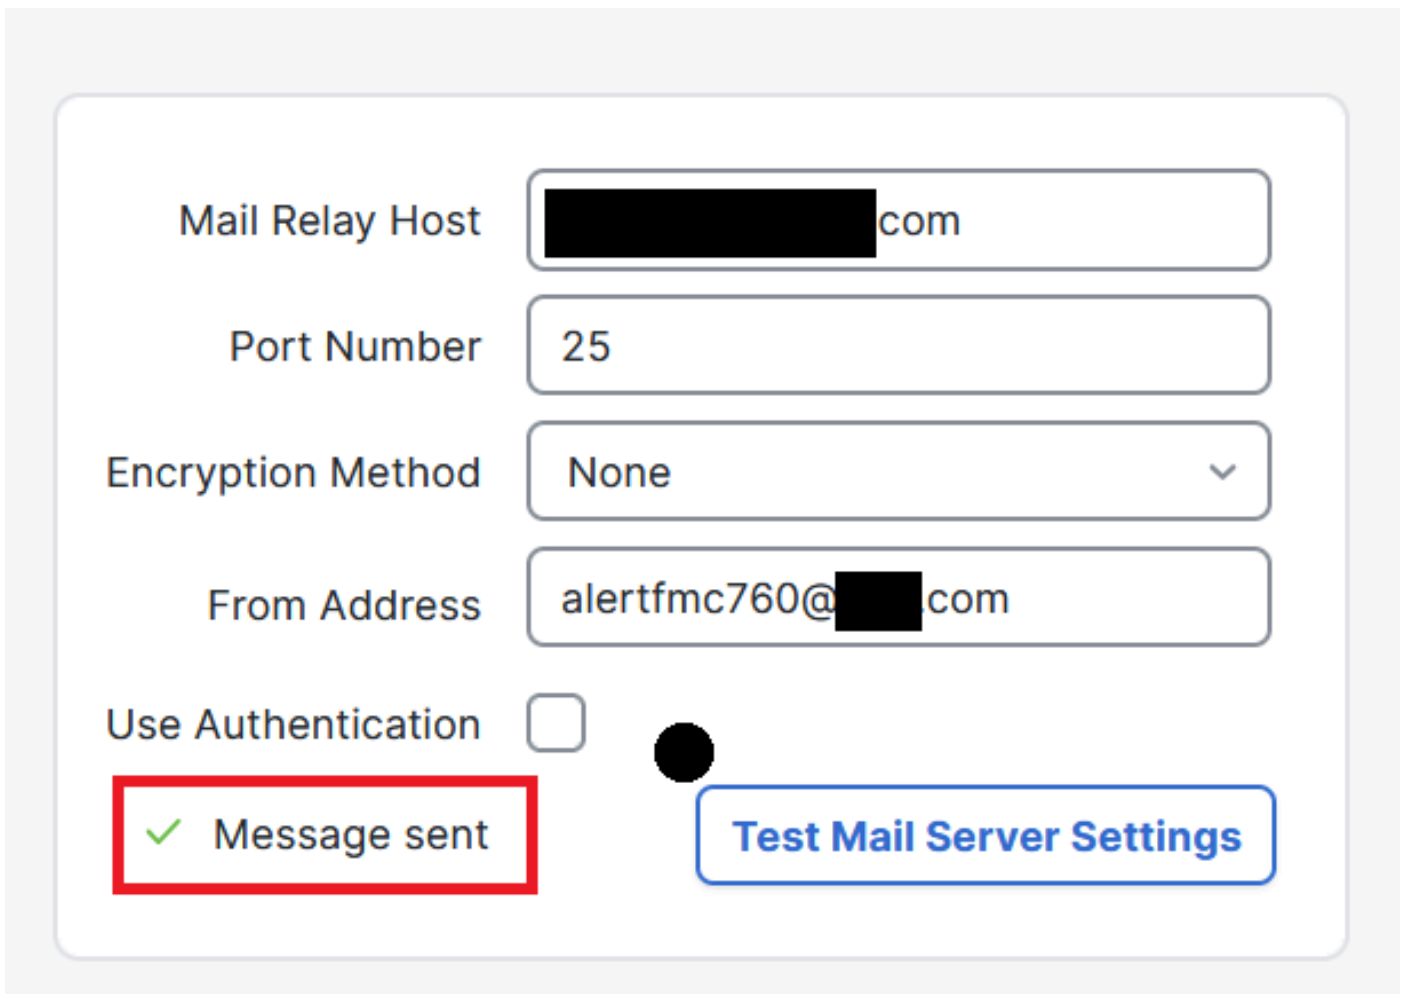 Mail Relay Host com
Port Number 25
Encryption Method None
From Address alertfmc760@ .com
Use Authentication
Message sent Test Mail Server Settings